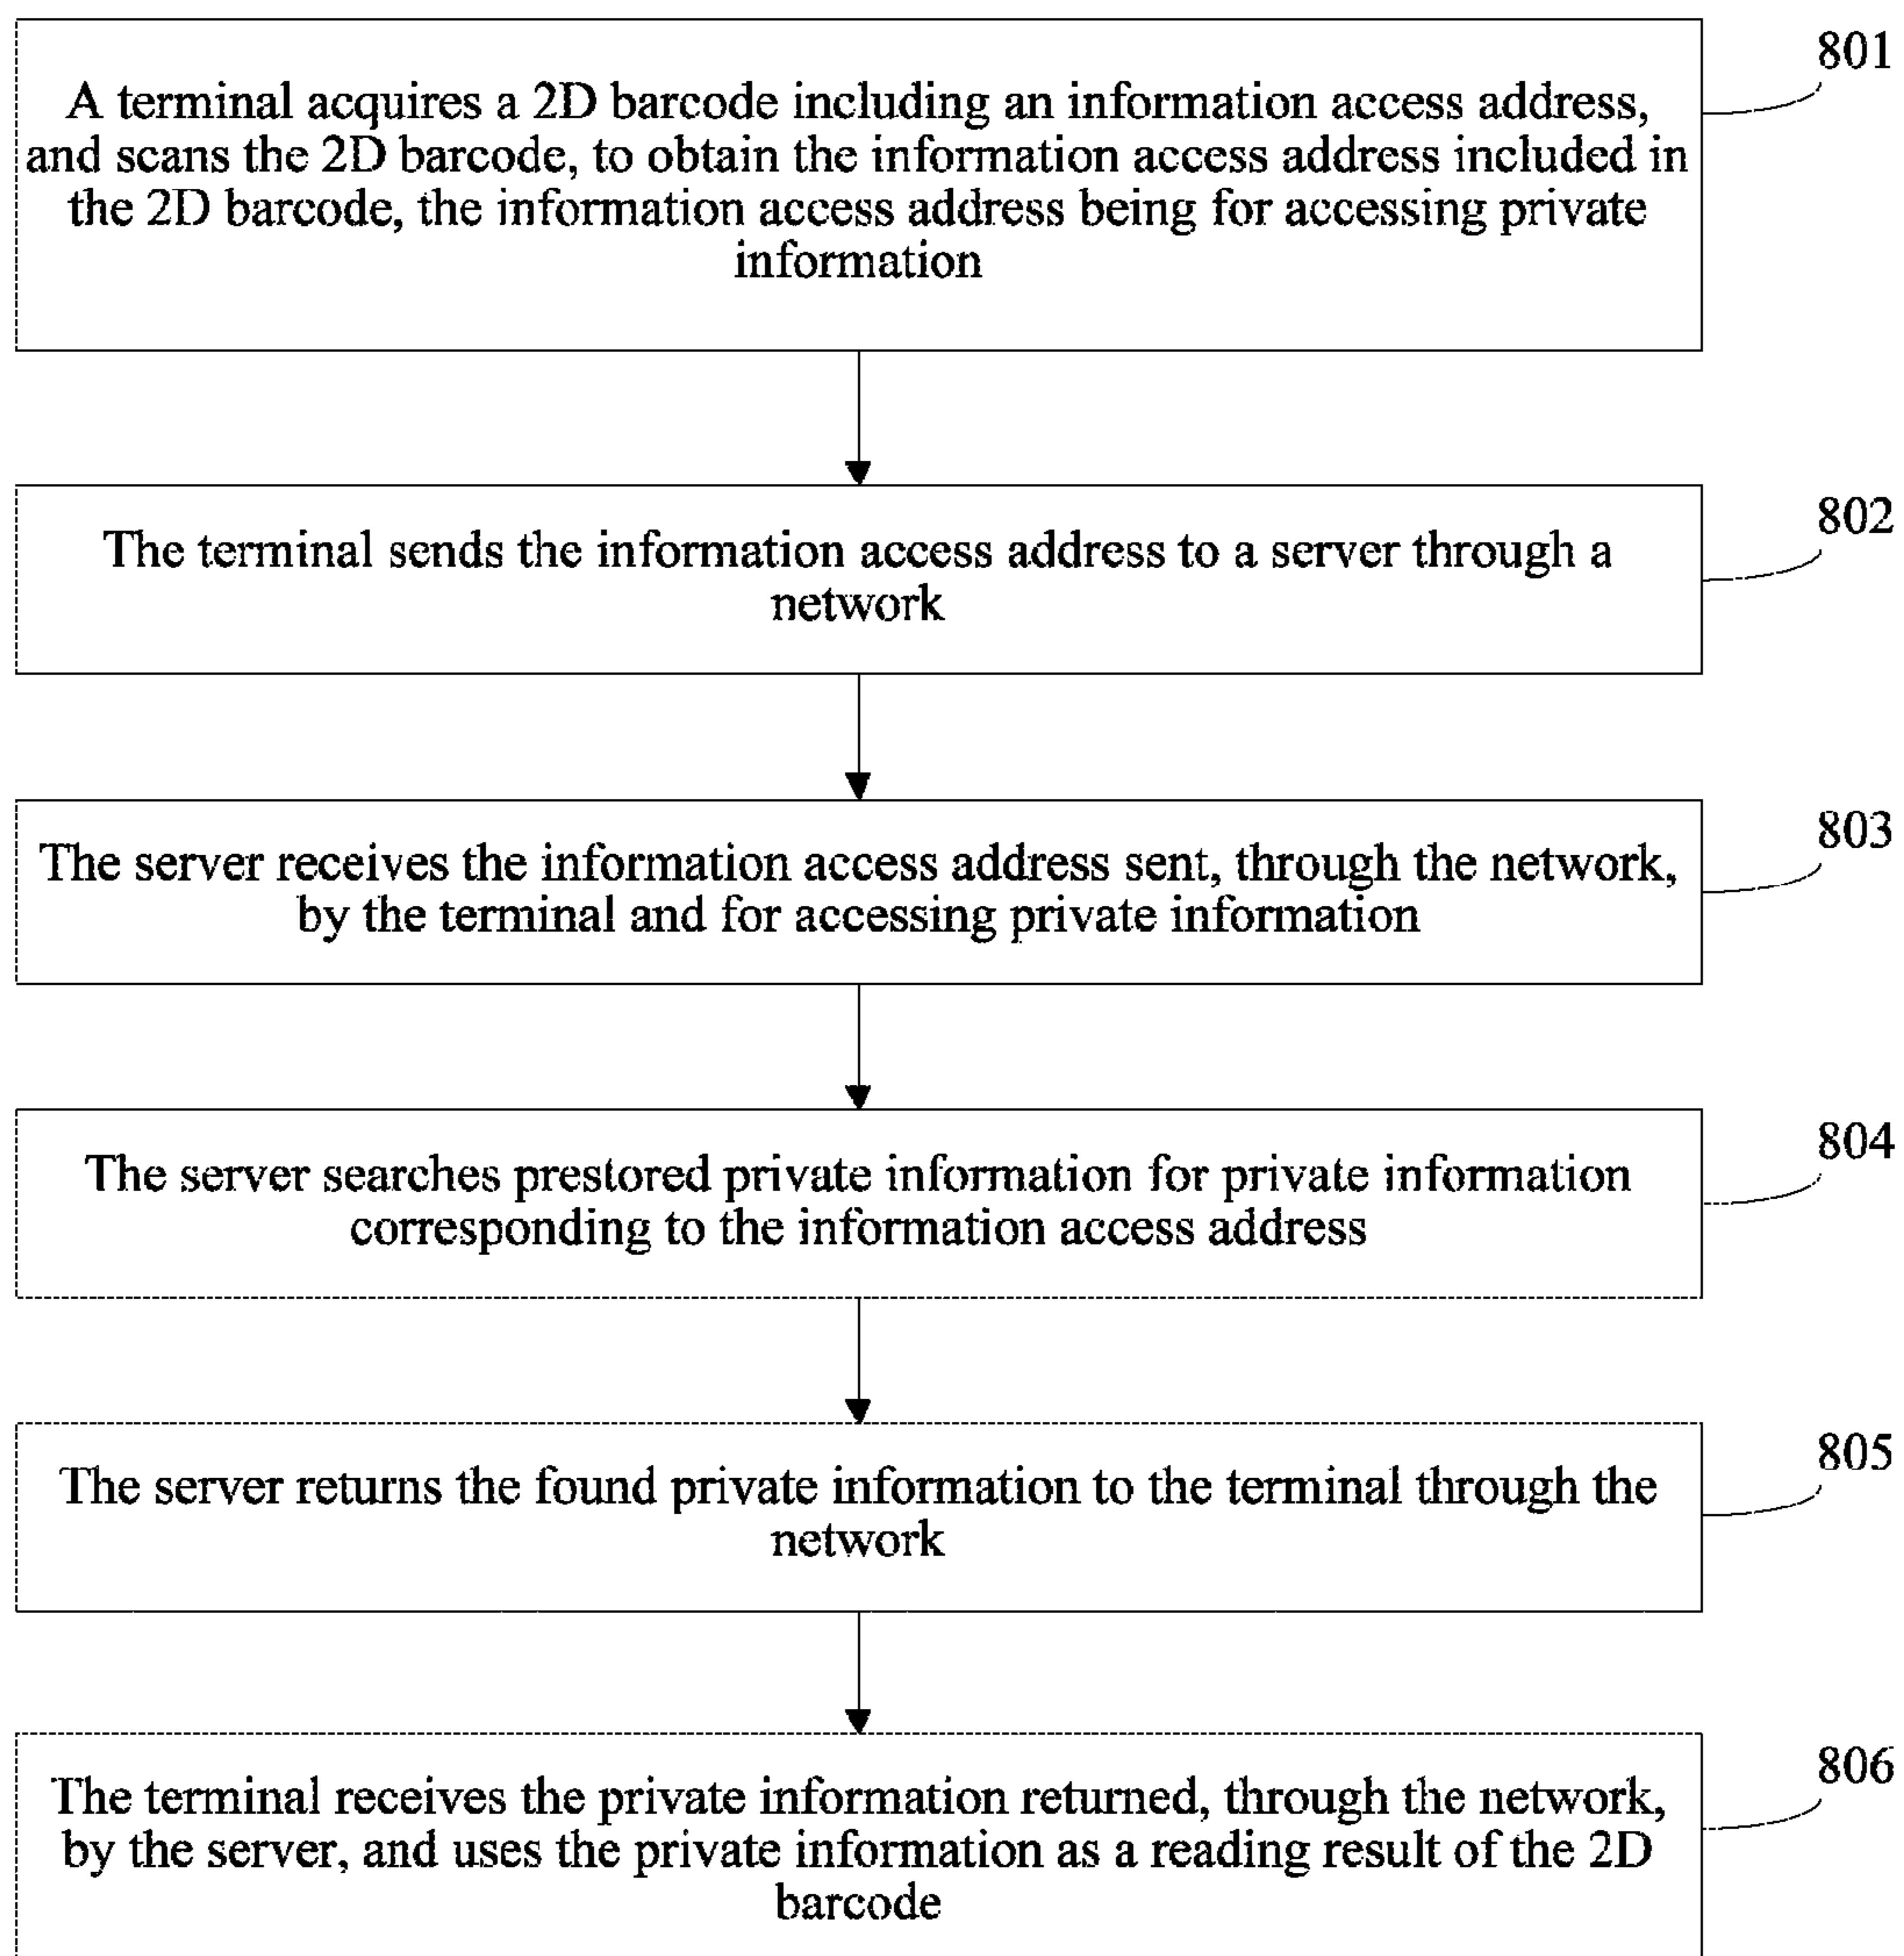 801
A terminal acquires a 2D barcode including an information access address,
and scans the 2D barcode, to obtain the information access address included in
the 2D barcode, the information access address being for accessing private
information
802
The terminal sends the information access address to a server through a
network
803
The server receives the information access address sent, through the network,
by the terminal and for accessing private information
804
The server searches prestored private information for private information
corresponding to the information access address
805
The server returns the found private information to the terminal through the
network
806
The terminal receives the private information returned, through the network,
by the server, and uses the private information as a reading result of the 2D
barcode